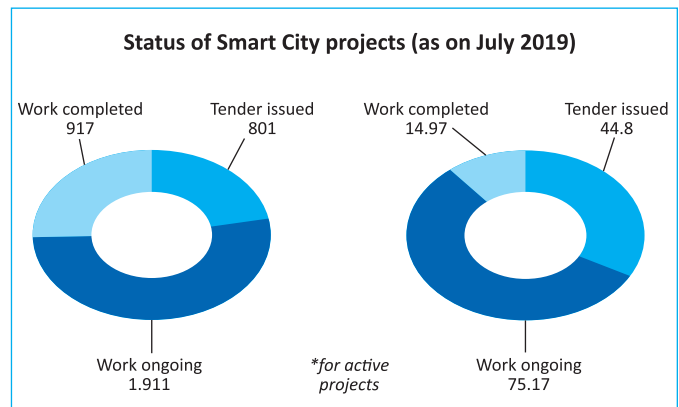 Status of Smart City projects (as on July 2019)
Work completed
917
Tender issued
801
Work ongoing
1.911
Work completed
14.97
Tender issued
44.8
Work ongoing
75.17
*for active
projects